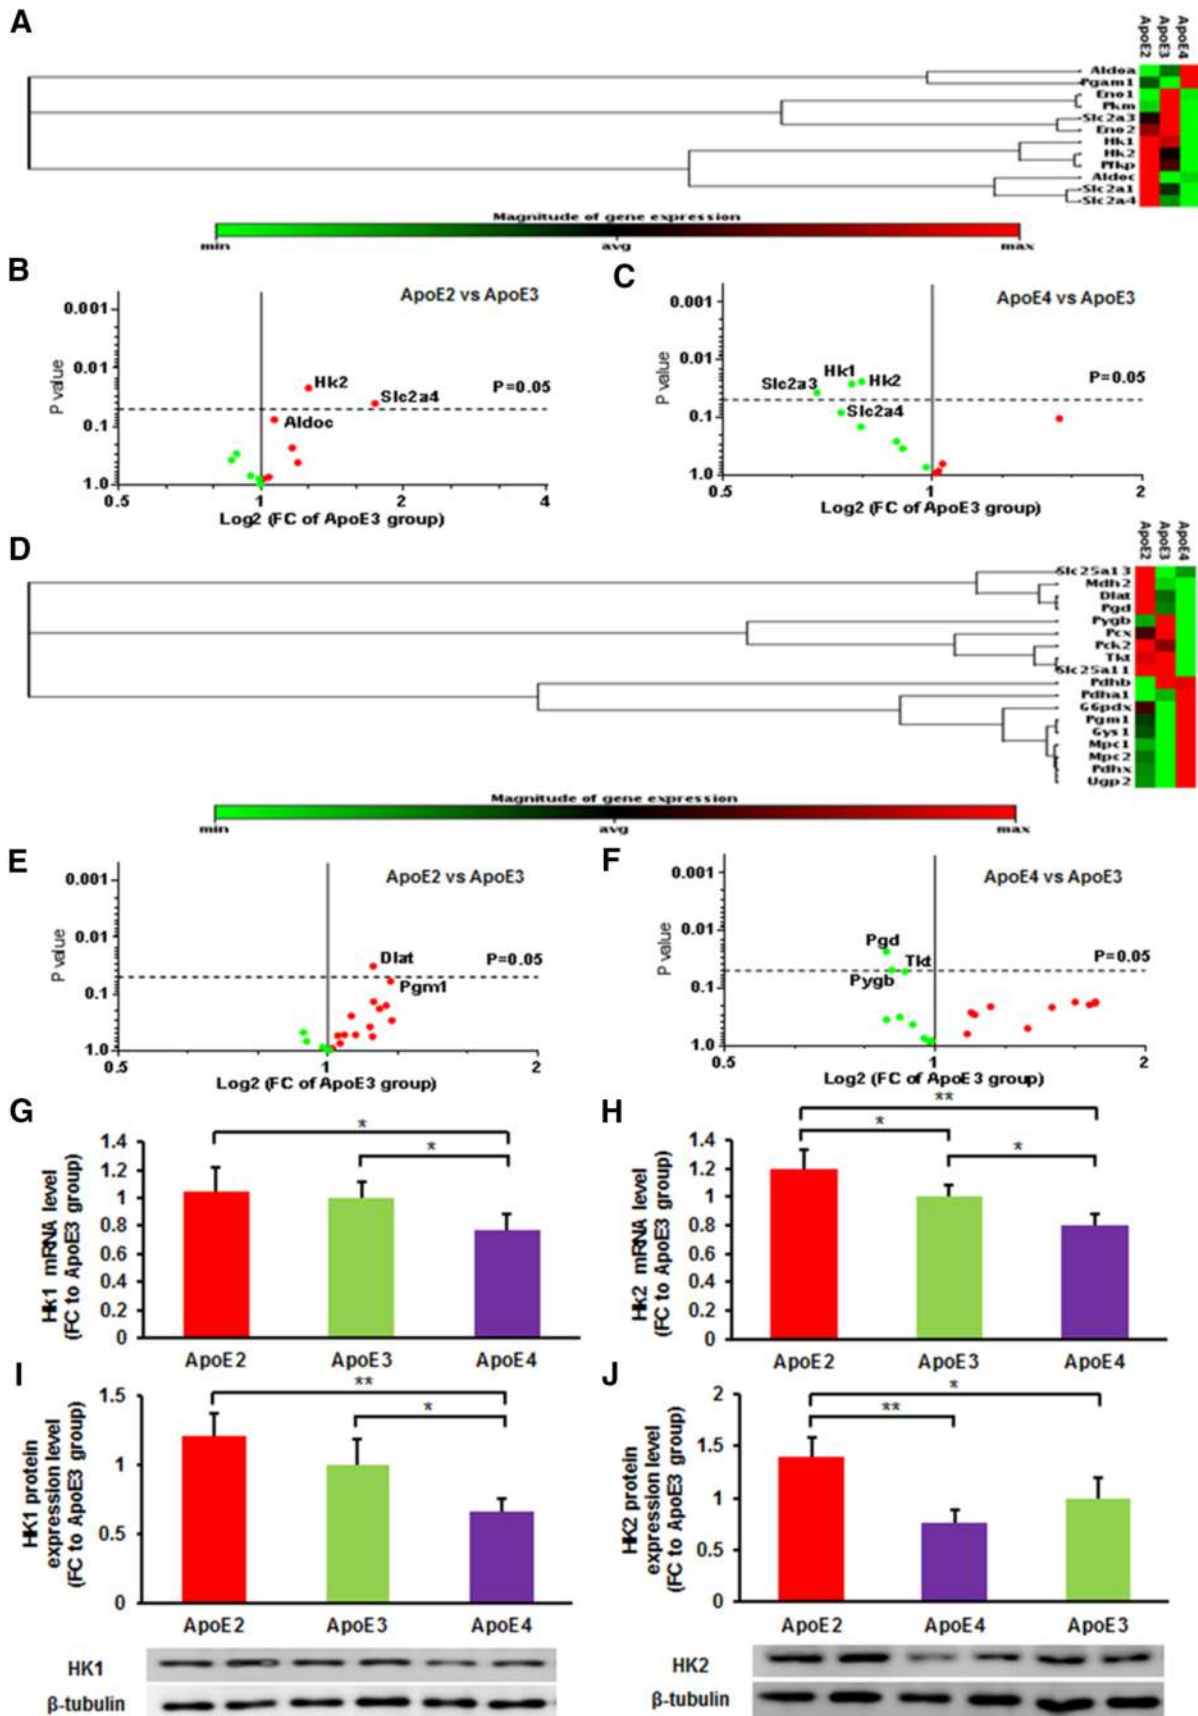 A
ApoE2
ApoE3
ApoE4
Aldoa
Pgam1
Eno1
Pkm
Slc2a3
Eno2
Hk1
Hk2
Pfkp
Aldoc
Slc2a1
Slc2a4
Magnitude of gene expression
min avg max
B
ApoE2 vs ApoE3
P value
0.001
0.01
0.1
1.0
Hk2
Slc2a4
Aldoc
P=0.05
0.5 1 2 4
Log2 (FC of ApoE3 group)
C
ApoE4 vs ApoE3
P value
0.001
0.01
0.1
1.0
Hk1
Hk2
Slc2a3
Slc2a4
P=0.05
0.5 1 2
Log2 (FC of ApoE3 group)
D
ApoE2
ApoE3
ApoE4
Slc25a13
Mdh2
Dlat
Pgd
Pygb
Pcx
Pck2
Tkt
Slc25a11
Pdhb
Pdha1
G6pdx
Pgm1
Gys1
Mpc1
Mpc2
Pdhx
Ugp2
Magnitude of gene expression
min avg max
E
ApoE2 vs ApoE3
P value
0.001
0.01
0.1
1.0
Dlat
Pgm1
P=0.05
0.5 1 2
Log2 (FC of ApoE3 group)
F
ApoE4 vs ApoE3
P value
0.001
0.01
0.1
1.0
Pgd
Tkt
Pygb
P=0.05
0.5 1 2
Log2 (FC of ApoE3 group)
G
Hk1 mRNA level
(FC to ApoE3 group)
1.4
1.2
1
0.8
0.6
0.4
0.2
0
*
*
ApoE2 ApoE3 ApoE4
H
Hk2 mRNA level
(FC to ApoE3 group)
1.4
1.2
1
0.8
0.6
0.4
0.2
0
**
*
*
ApoE2 ApoE3 ApoE4
I
HK1 protein
expression level
(FC to ApoE3 group)
1.5
1
0.5
0
**
*
ApoE2 ApoE3 ApoE4
HK1
β-tubulin
J
HK2 protein
expression level
(FC to ApoE3 group)
2
1.5
1
0.5
0
*
**
ApoE2 ApoE4 ApoE3
HK2
β-tubulin